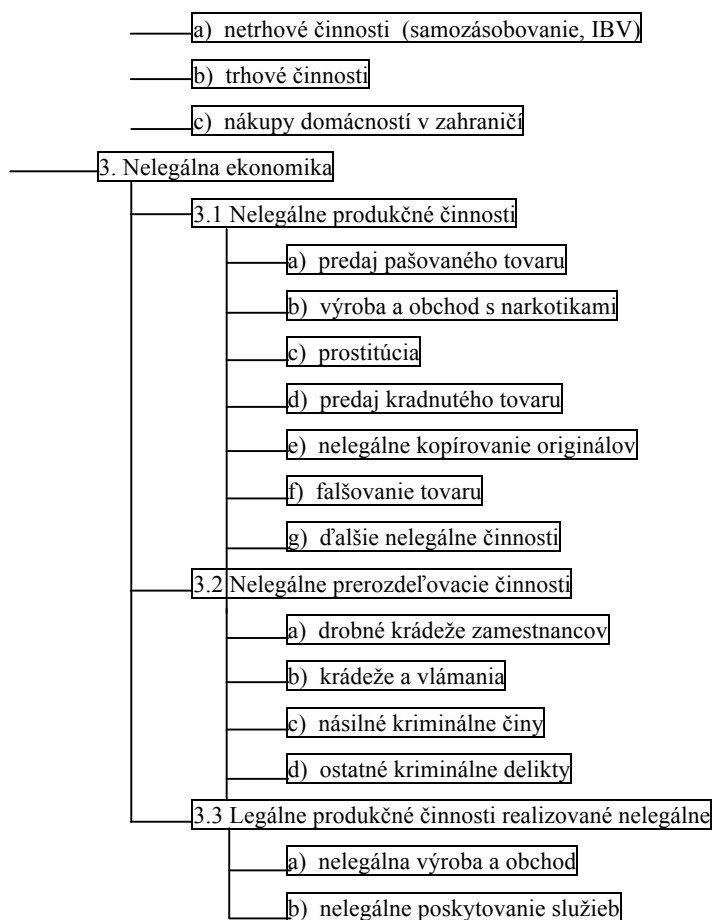 a) netrhové činnosti (samozásobovanie, IBV)
b) trhové činnosti
c) nákupy domácností v zahraničí
3. Nelegálna ekonomika
3.1 Nelegálne produkčné činnosti
a) predaj pašovaného tovaru
b) výroba a obchod s narkotikami
c) prostitúcia
d) predaj kradnutého tovaru
e) nelegálne kopírovanie originálov
f) falšovanie tovaru
g) ďalšie nelegálne činnosti
3.2 Nelegálne prerozdeľovacie činnosti
a) drobné krádeže zamestnancov
b) krádeže a vlámania
c) násilné kriminálne činy
d) ostatné kriminálne delikty
3.3 Legálne produkčné činnosti realizované nelegálne
a) nelegálna výroba a obchod
b) nelegálne poskytovanie služieb